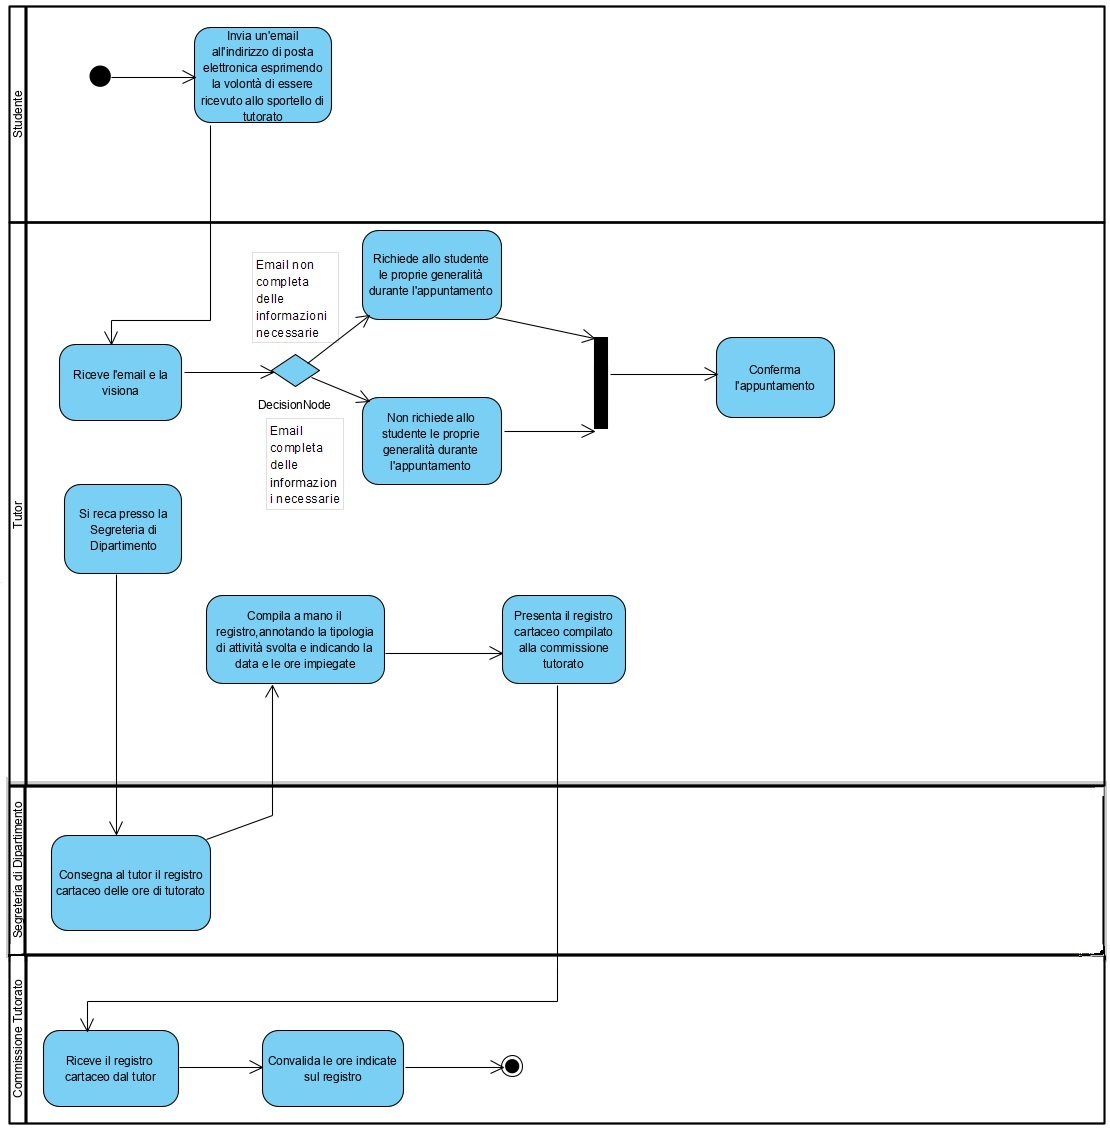 Studente
Invia un'email
all'indirizzo di posta
elettronica esprimendo
la volontà di essere
ricevuto allo sportello di
tutorato
Tutor
Riceve l'email e la
visiona
Email non
completa
delle
informazioni
necessarie
DecisionNode
Email
completa
delle
informazion
i necessarie
Richiede allo studente
le proprie generalità
durante l'appuntamento
Non richiede allo
studente le proprie
generalità durante
l'appuntamento
Conferma
l'appuntamento
Si reca presso la
Segreteria di
Dipartimento
Compila a mano il
registro,annotando la tipologia
di attività svolta e indicando la
data e le ore impiegate
Presenta il registro
cartaceo compilato
alla commissione
tutorato
Segreteria di Dipartimento
Consegna al tutor il registro
cartaceo delle ore di tutorato
Commissione Tutorato
Riceve il registro
cartaceo dal tutor
Convalida le ore indicate
sul registro